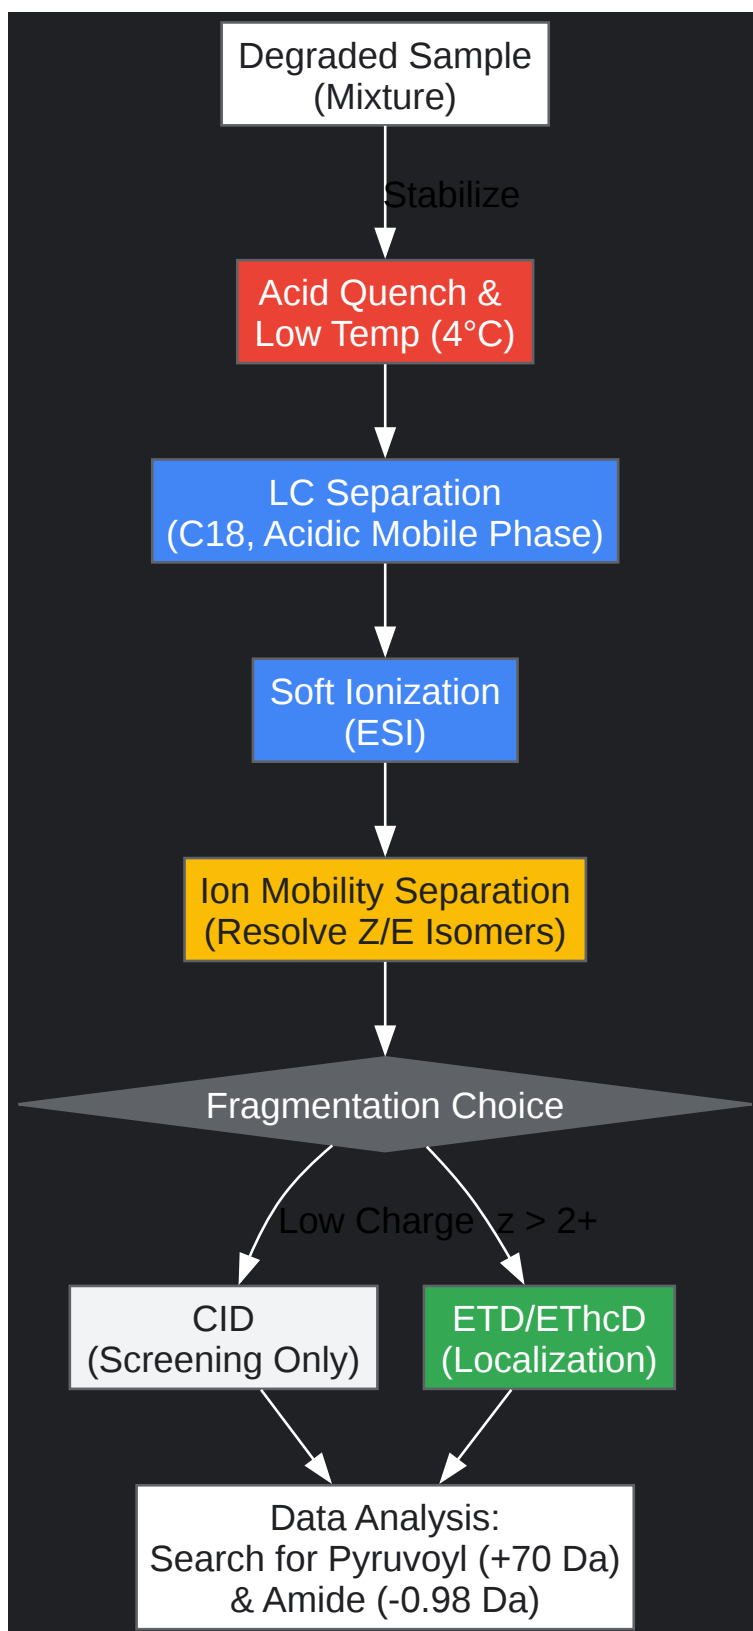 Degraded Sample
(Mixture)
Stabilize
Acid Quench &
Low Temp (4°C)
LC Separation
(C18, Acidic Mobile Phase)
Soft Ionization
(ESI)
Ion Mobility Separation
(Resolve Z/E Isomers)
Fragmentation Choice
Low Charge
z > 2+
CID
(Screening Only)
ETD/EThcD
(Localization)
Data Analysis:
Search for Pyruvoyl (+70 Da)
& Amide (-0.98 Da)